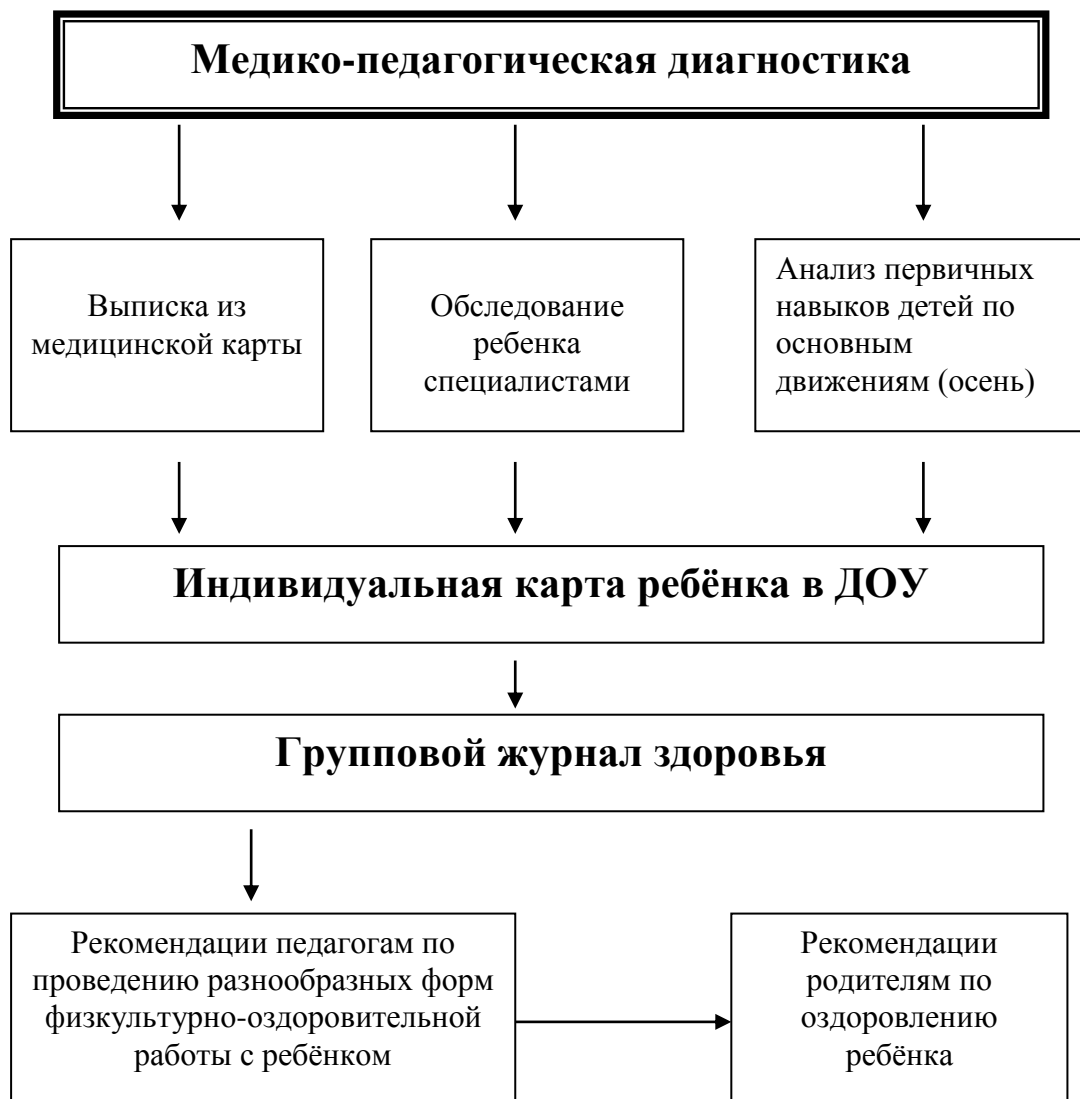 Медико-педагогическая диагностика
Выписка из
медицинской карты
Обследование
ребенка
специалистами
Анализ первичных
навыков детей по
основным
движениям (осень)
Индивидуальная карта ребёнка в ДОУ
Групповой журнал здоровья
Рекомендации педагогам по
проведению разнообразных форм
физкультурно-оздоровительной
работы с ребёнком
Рекомендации
родителям по
оздоровлению
ребёнка